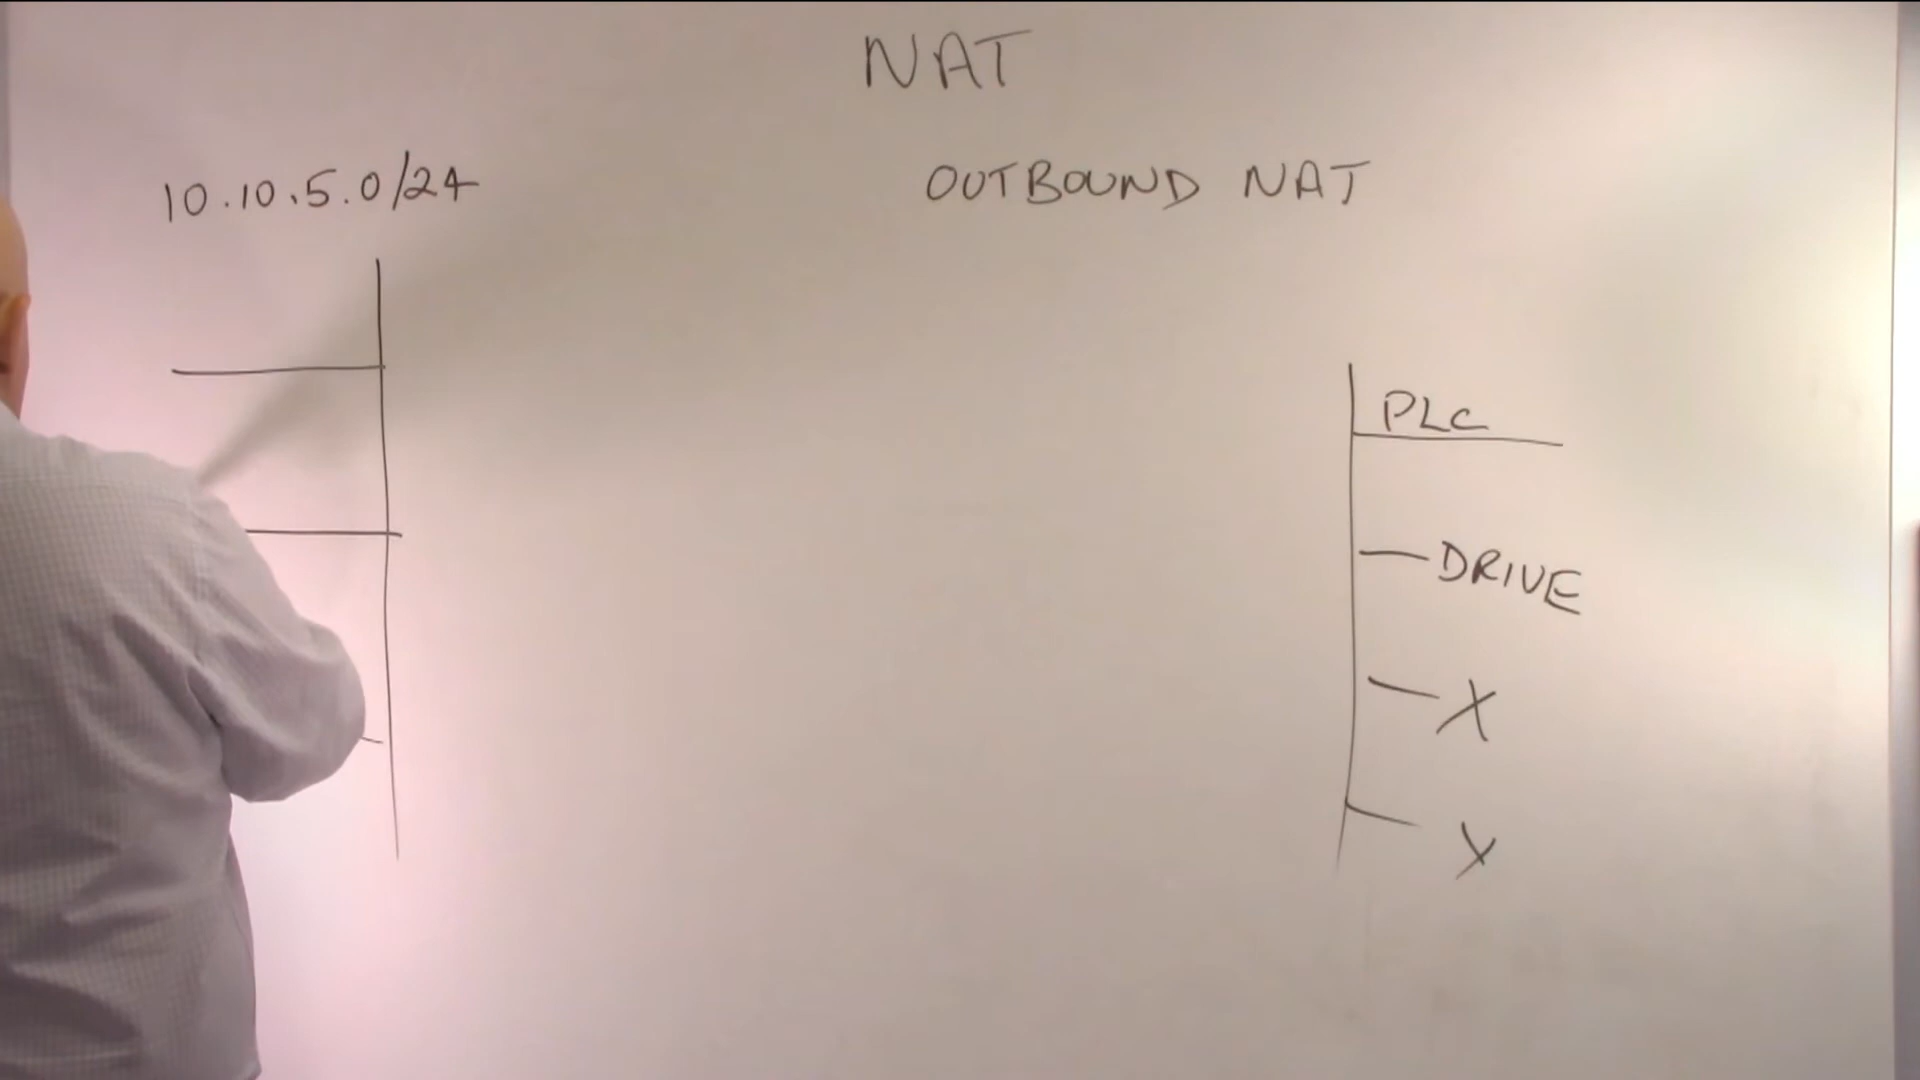 NAT
10.10.5.0/24
OUTBOUND NAT
PLC
DRIVE
X
Y